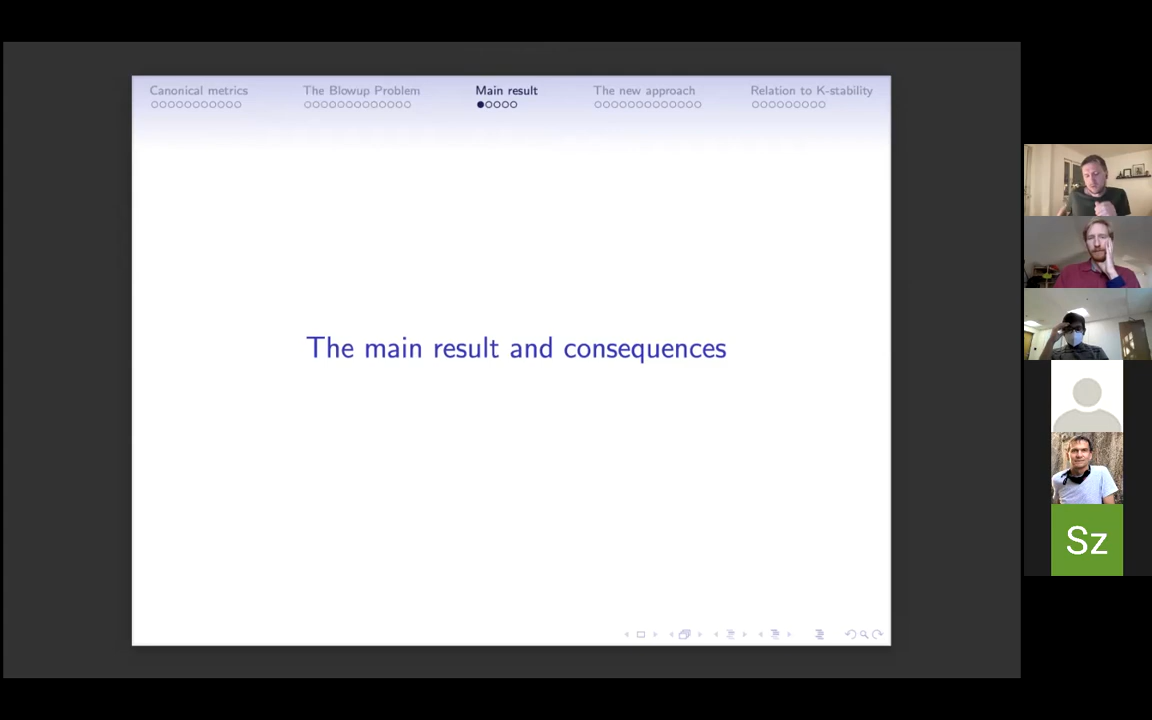 Canonical metrics
The Blowup Problem
Main result
The new approach
Relation to K-stability
The main result and consequences
Sz